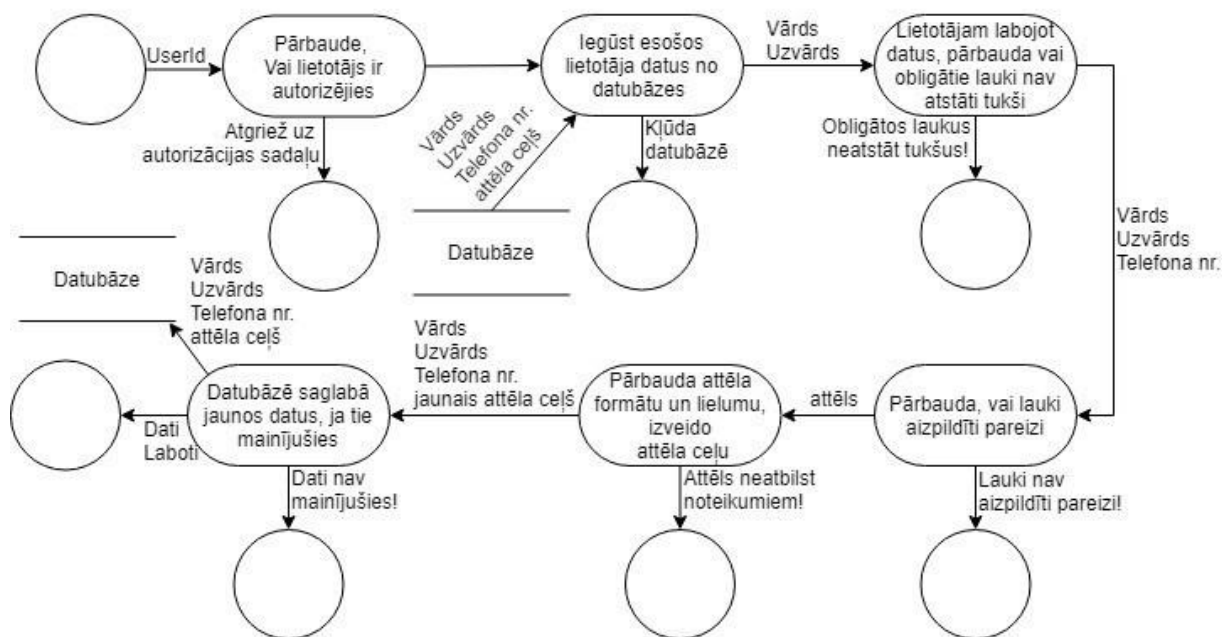 UserId
Pārbaude,
Vai lietotājs ir
autorizējies
Iegūst esošos
lietotāja datus no
datubāzes
Vārds
Uzvārds
Lietotājam labojot
datus, pārbauda vai
obligātie lauki nav
atstāti tukši
Atgriež uz
autorizācijas sadaļu
Vārds
Uzvārds
Telefona nr.
attēla ceļš
Kļūda
datubāzē
Obligātos laukus
neatstāt tukšus!
Datubāze
Datubāze
Vārds
Uzvārds
Telefona nr.
Vārds
Uzvārds
Telefona nr.
attēla ceļš
Vārds
Uzvārds
Telefona nr.
jaunais attēla ceļš
Datubāzē saglabā
jaunos datus, ja tie
mainījušies
Pārbauda attēla
formātu un lielumu,
izveido
attēla ceļu
attēls
Pārbauda, vai lauki
aizpildīti pareizi
Dati
Laboti
Dati nav
mainījušies!
Attēls neatbilst
noteikumiem!
Lauki nav
aizpildīti pareizi!